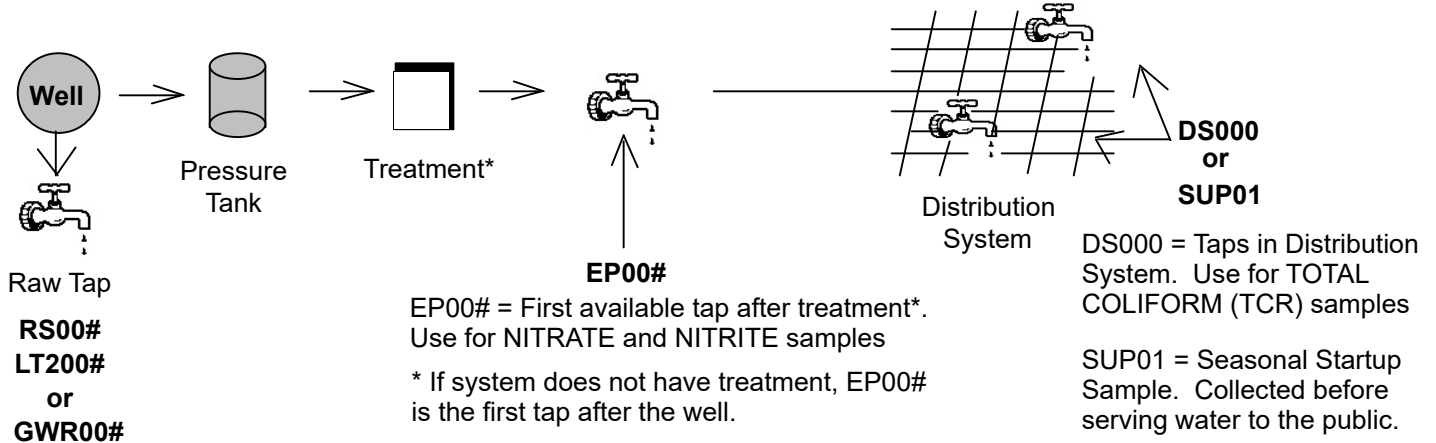 Well
Raw Tap
RS00#
LT200#
or
GWR00#
Pressure
Tank
Treatment*
EP00#
EP00# = First available tap after treatment*.
Use for NITRATE and NITRITE samples
* If system does not have treatment, EP00#
is the first tap after the well.
Distribution
System
DS000
or
SUP01
DS000 = Taps in Distribution
System. Use for TOTAL
COLIFORM (TCR) samples
SUP01 = Seasonal Startup
Sample. Collected before
serving water to the public.